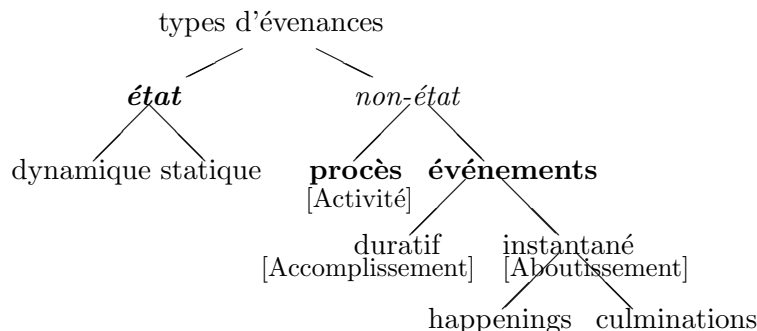 types d'évenances
état non-état
dynamique statique procès événements
[Activité]
duratif instantané
[Accomplissement] [Aboutissement]
happenings culminations